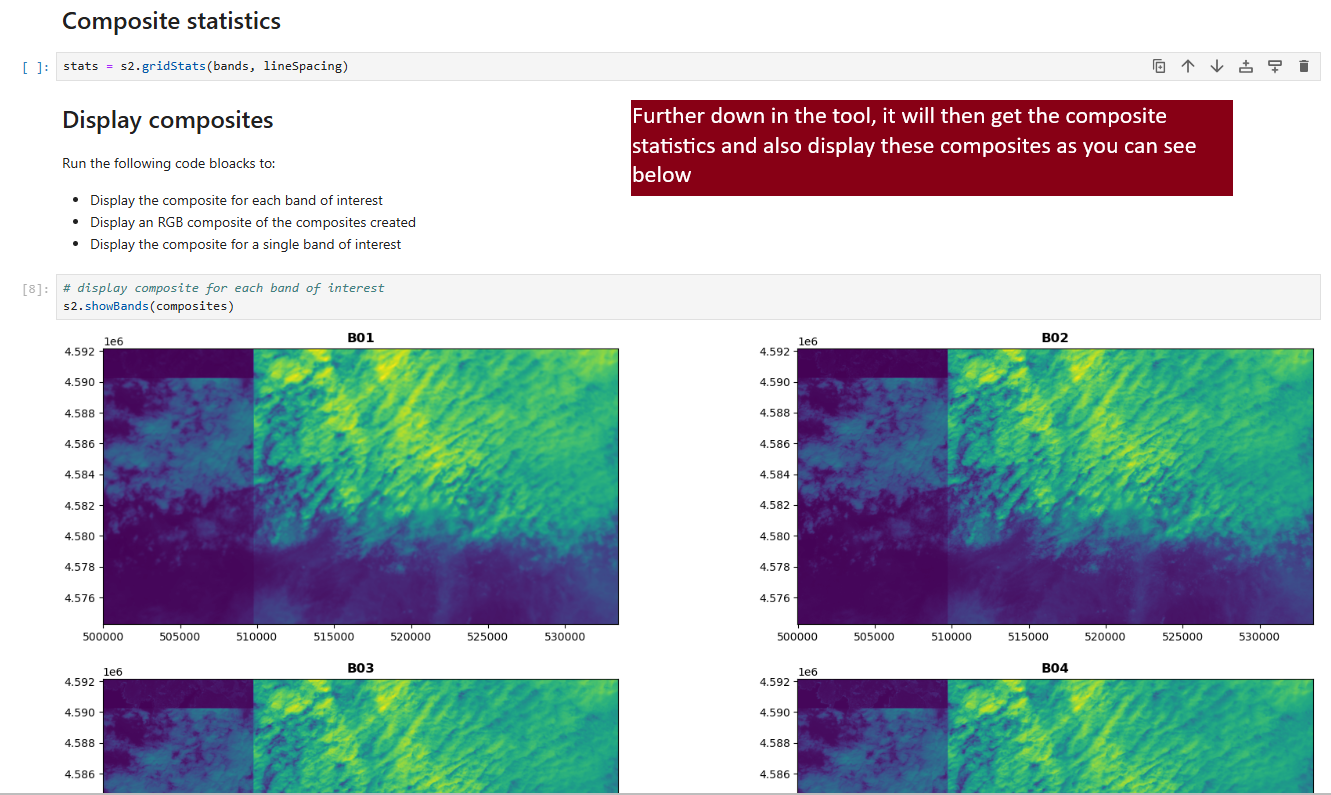 Composite statistics
[ ]: stats = s2.gridStats(bands, lineSpacing)
Display composites
Further down in the tool, it will then get the composite
statistics and also display these composites as you can see
below
Run the following code bloacks to:
• Display the composite for each band of interest
• Display an RGB composite of the composites created
• Display the composite for a single band of interest
[8]: # display composite for each band of interest
s2.showBands(composites)
B01
1e6
4.592
4.590
4.588
4.586
4.584
4.582
4.580
4.578
4.576
500000 505000 510000 515000 520000 525000 530000
B02
1e6
4.592
4.590
4.588
4.586
4.584
4.582
4.580
4.578
4.576
500000 505000 510000 515000 520000 525000 530000
B03
1e6
4.592
4.590
4.588
4.586
B04
1e6
4.592
4.590
4.588
4.586